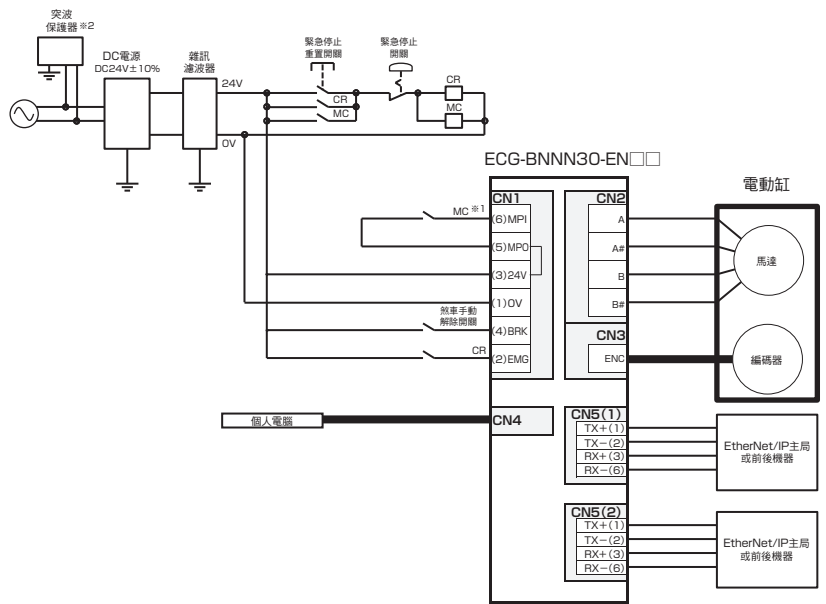 突波
保護器※2
DC電源
DC24V±10%
雜訊
濾波器
24V
0V
緊急停止
重置開關
緊急停止
開關
CR
MC
CR
MC
ECG-BNNN30-EN□□
電動缸
CN1
MC ※1
(6)MPI
(5)MPO
(3)24V
(1)0V
煞車手動
解除開關
(4)BRK
CR
(2)EMG
CN2
A
A#
B
B#
CN3
ENC
馬達
編碼器
個人電腦
CN4
CN5(1)
TX+(1)
TX-(2)
RX+(3)
RX-(6)
EtherNet/IP主局
或前後機器
CN5(2)
TX+(1)
TX-(2)
RX+(3)
RX-(6)
EtherNet/IP主局
或前後機器